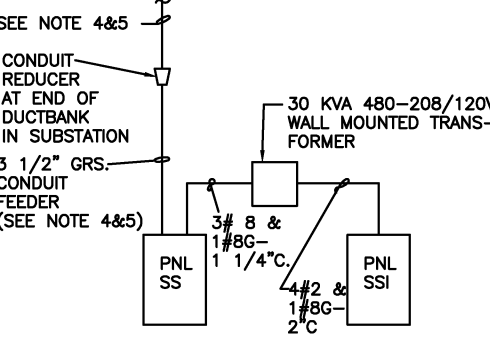 SEE NOTE 4&5
CONDUIT
REDUCER
AT END OF
DUCTBANK
IN SUBSTATION
3 1/2" GRS.
CONDUIT
FEEDER
(SEE NOTE 4&5)
30 KVA 480-208/120V
WALL MOUNTED TRANS-
FORMER
3# 8 &
1#8G-
1 1/4"C.
4#2 &
1#8G-
2"C
PNL
SS
PNL
SSI